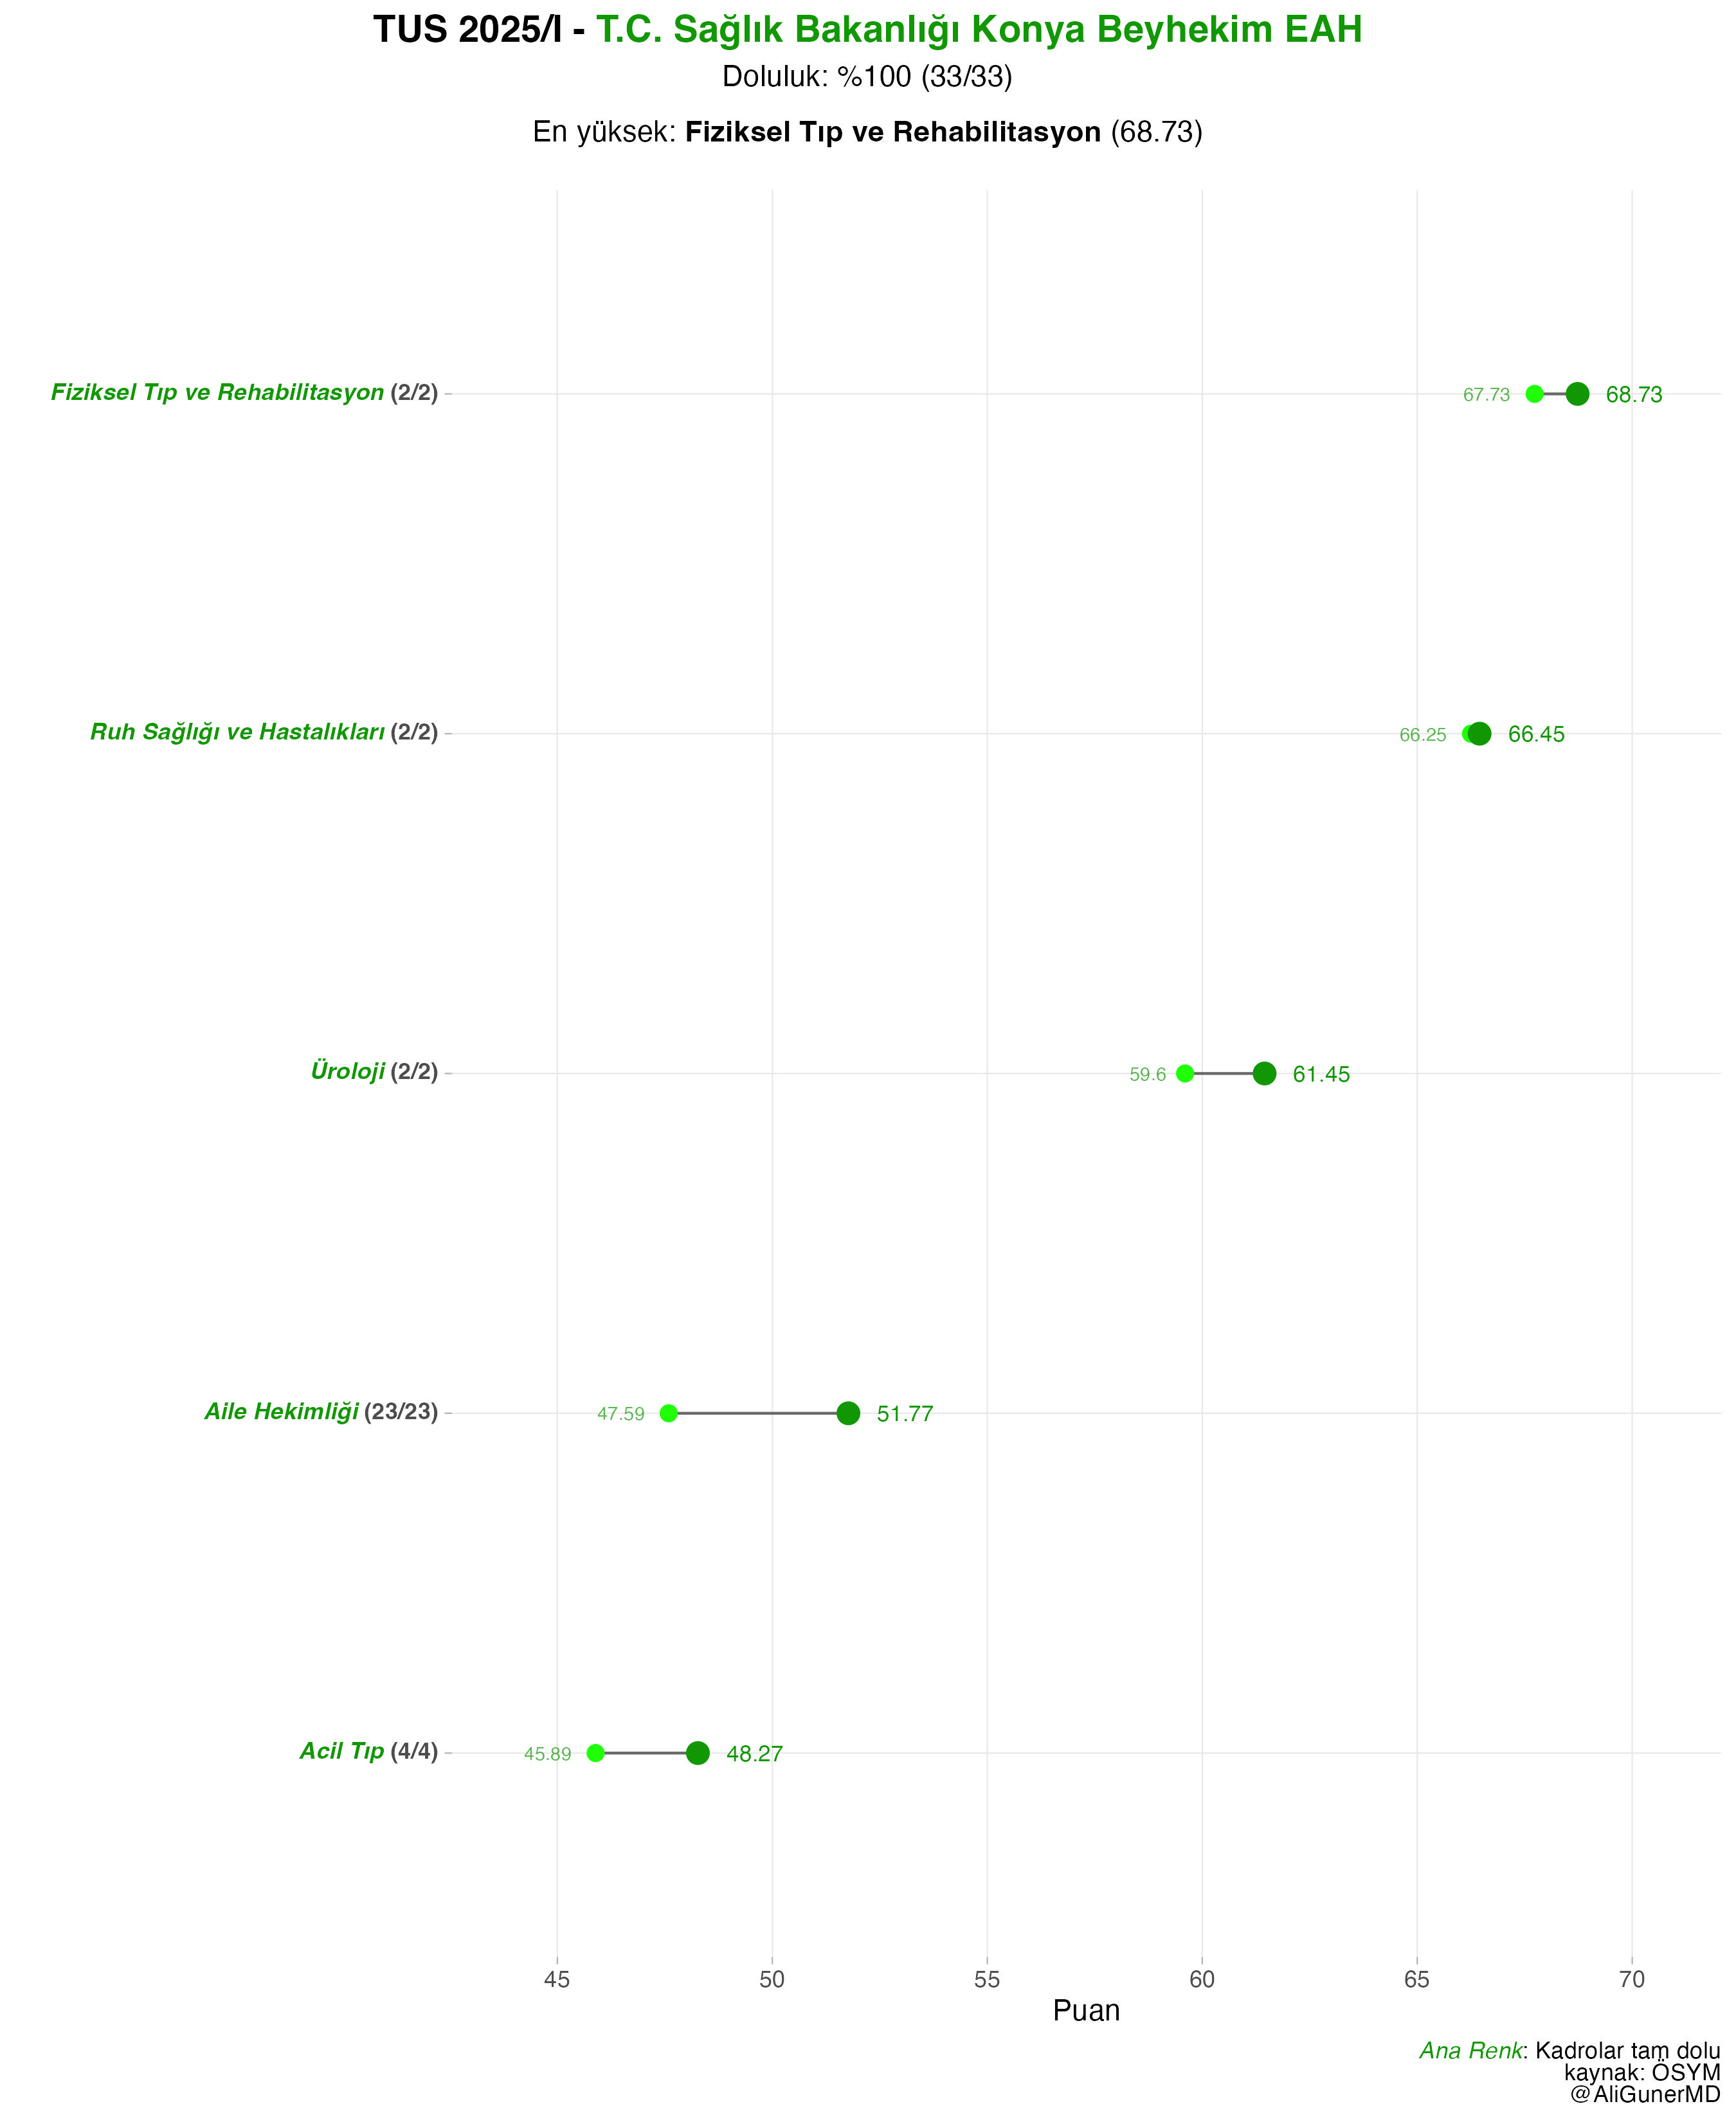 TUS 2025/I - T.C. Sağlık Bakanlığı Konya Beyhekim EAH
Doluluk: %100 (33/33)
En yüksek: Fiziksel Tıp ve Rehabilitasyon (68.73)
Fiziksel Tıp ve Rehabilitasyon (2/2) 67.73 68.73
Ruh Sağlığı ve Hastalıkları (2/2) 66.25 66.45
Üroloji (2/2) 59.6 61.45
Aile Hekimliği (23/23) 47.59 51.77
Acil Tıp (4/4) 45.89 48.27
45 50 55 60 65 70
Puan
Ana Renk: Kadrolar tam dolu
kaynak: ÖSYM
@AliGunerMD